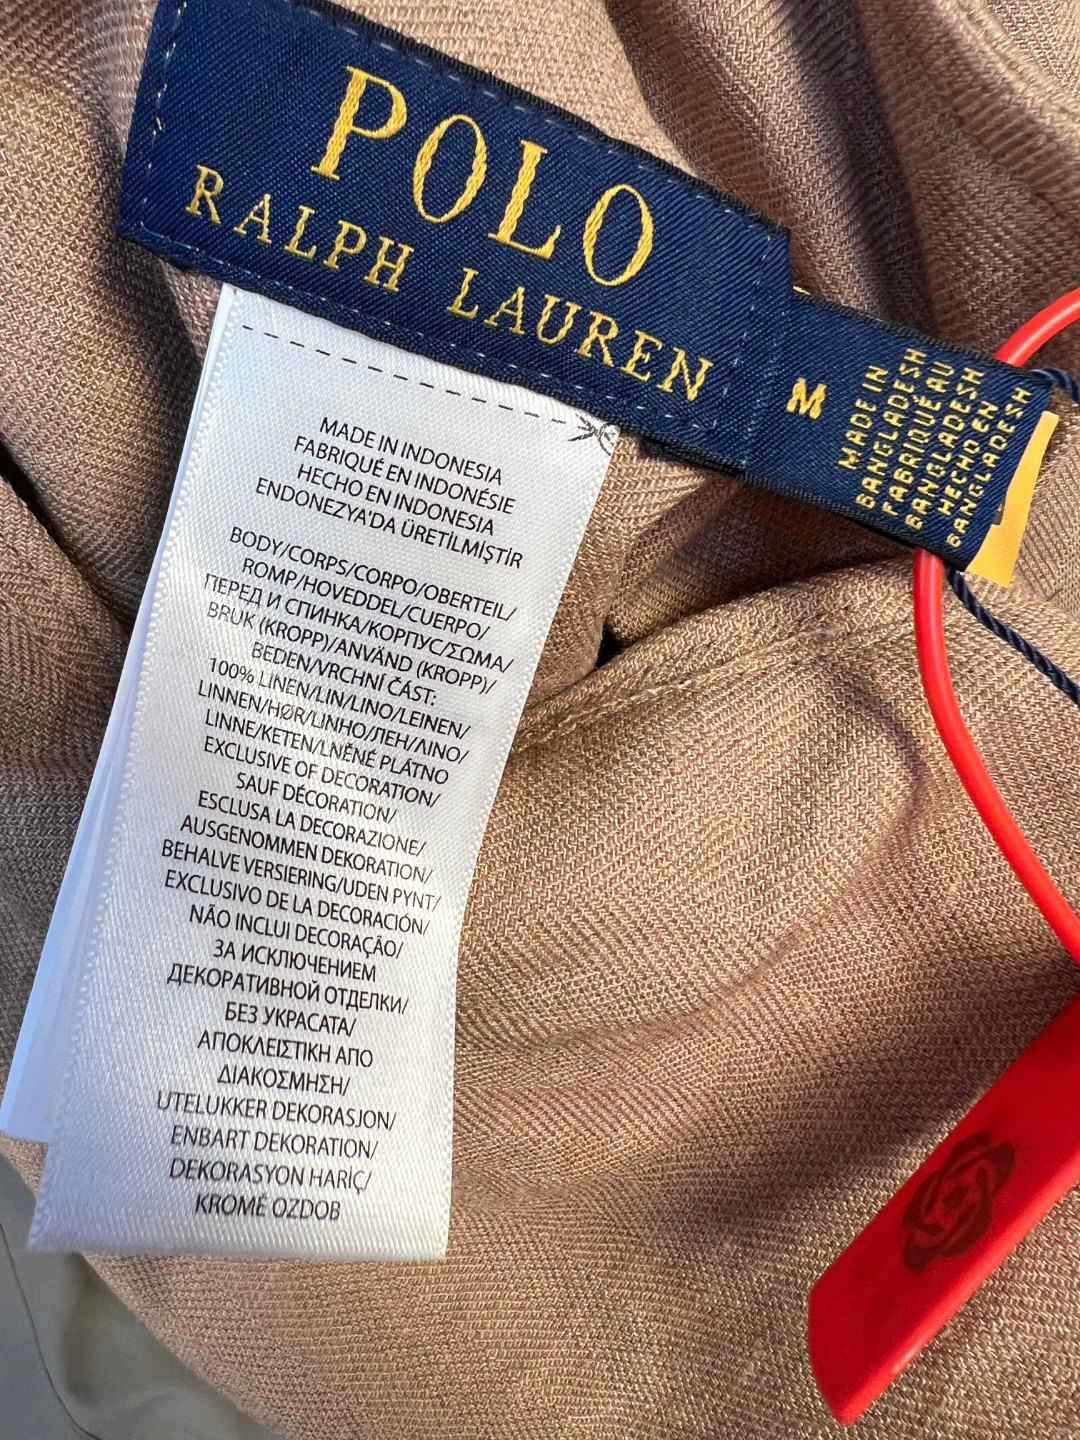 POLO
RALPH LAUREN
M
MADE IN
BANGLADESH
FABRIQUÉ AU
BANGLADESH
HECHO EN
BANGLADESH
MADE IN INDONESIA
FABRIQUÉ EN INDONÉSIE
HECHO EN INDONESIA
ENDONEZYA'DA ÜRETİLMİŞTİR
BODY/CORPS/CORPO/OBERTEIL/
ROMP/HOVEDDEL/CUERPO/
ПЕРЕД И СПИНКА/КОРПУС/ΣΩΜΑ/
BRUK (KROPP)/ANVÄND (KROPP)/
BEDEN/VRCHNÍ ČÁST:
100% LINEN/LIN/LINO/LEINEN/
LINNEN/HØR/LINHO/ЛЕН/ΛΙΝΟ/
LINNE/KETEN/LNĚNÉ PLÁTNO
EXCLUSIVE OF DECORATION/
SAUF DÉCORATION/
ESCLUSA LA DECORAZIONE/
AUSGENOMMEN DEKORATION/
BEHALVE VERSIERING/UDEN PYNT/
EXCLUSIVO DE LA DECORACIÓN/
NÃO INCLUI DECORAÇÃO/
ЗА ИСКЛЮЧЕНИЕМ
ДЕКОРАТИВНОЙ ОТДЕЛКИ/
БЕЗ УКРАСАТА/
ΑΠΟΚΛΕΙΣΤΙΚΗ ΑΠΟ
ΔΙΑΚΟΣΜΗΣΗ/
UTELUKKER DEKORASJON/
ENBART DEKORATION/
DEKORASYON HARİÇ/
KROMĚ OZDOB